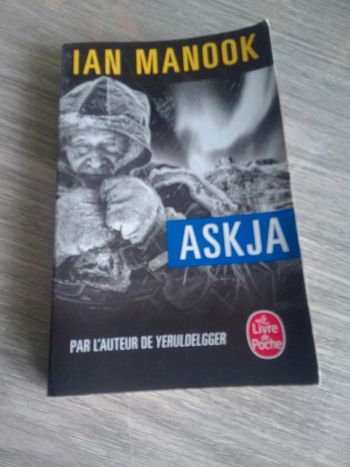 IAN MANOOK
ASKJA
PAR L'AUTEUR DE YERULDELGGER
Le
Livre
de
Poche